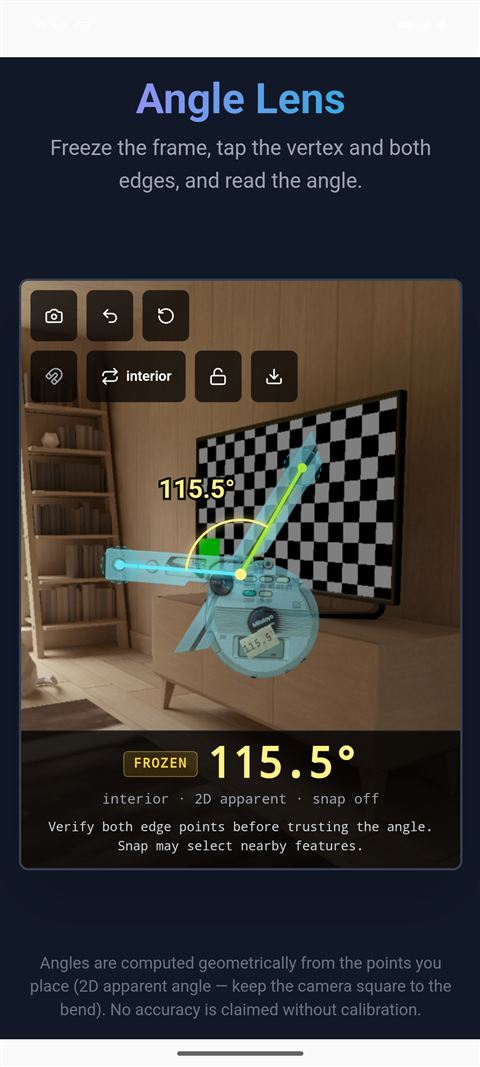 Angle Lens
Freeze the frame, tap the vertex and both
edges, and read the angle.
interior
115.5°
Mitutoyo
115.5
FROZEN 115.5°
interior · 2D apparent · snap off
Verify both edge points before trusting the angle.
Snap may select nearby features.
Angles are computed geometrically from the points you
place (2D apparent angle — keep the camera square to the
bend). No accuracy is claimed without calibration.